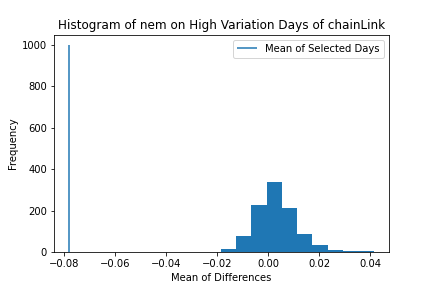 Histogram of nem on High Variation Days of chainLink
Mean of Selected Days
Frequency
1000
800
600
400
200
0
−0.08 −0.06 −0.04 −0.02 0.00 0.02 0.04
Mean of Differences